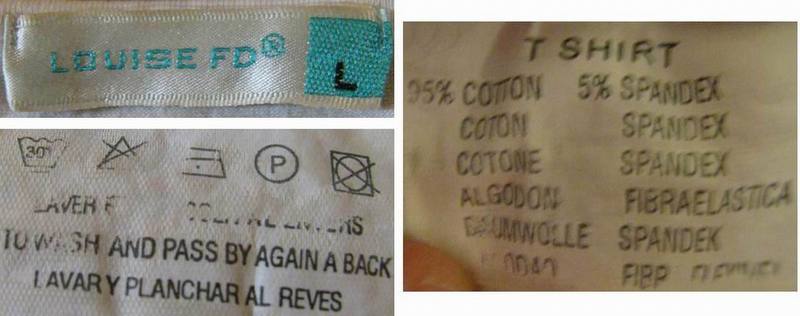 LOUISE FD® L
30°
P
LAVER
TO WASH AND PASS BY AGAIN A BACK
LAVAR Y PLANCHAR AL REVES
T SHIRT
95% COTTON 5% SPANDEX
COTON SPANDEX
COTONE SPANDEX
ALGODON FIBRAELASTICA
BAUMWOLLE SPANDEX